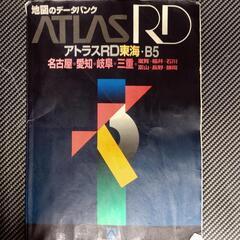 地図のデータバンク
ATLAS RD
アトラスRD東海・B5
名古屋・愛知・岐阜・三重・滋賀・福井・石川
富山・長野・静岡